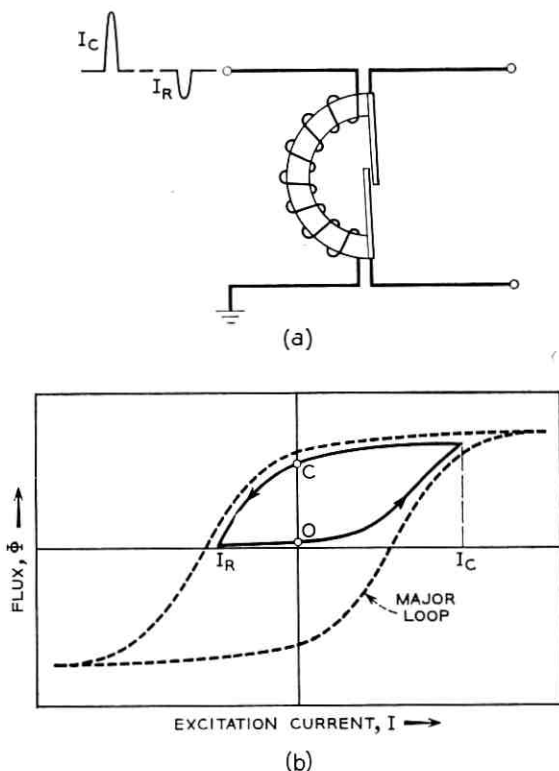 I_C
I_R
(a)
C
O
I_R
I_C
FLUX, Φ
MAJOR
LOOP
EXCITATION CURRENT, I
(b)